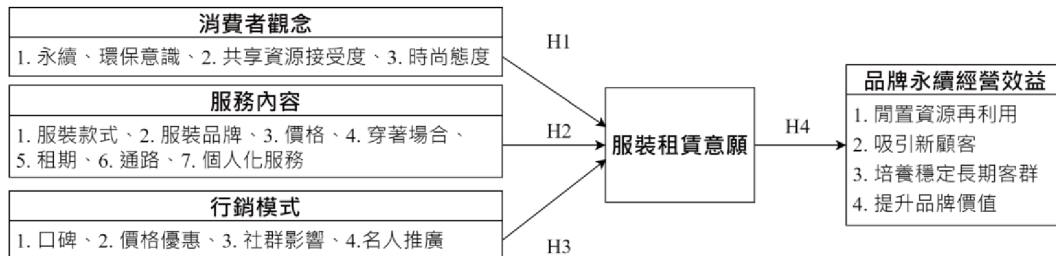 消費者觀念
1. 永續、環保意識、2. 共享資源接受度、3. 時尚態度
服務內容
1. 服裝款式、2. 服裝品牌、3. 價格、4. 穿著場合、
5. 租期、6. 通路、7. 個人化服務
行銷模式
1. 口碑、2. 價格優惠、3. 社群影響、4.名人推廣
H1
H2
H3
服裝租賃意願
H4
品牌永續經營效益
1. 閒置資源再利用
2. 吸引新顧客
3. 培養穩定長期客群
4. 提升品牌價值